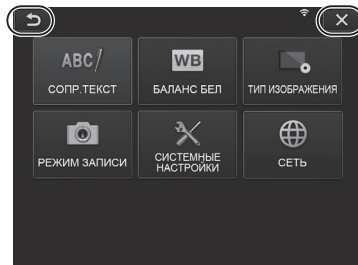 ABC/
WB
СОПР.ТЕКСТ
БАЛАНС БЕЛ
ТИП ИЗОБРАЖЕНИЯ
РЕЖИМ ЗАПИСИ
СИСТЕМНЫЕ
НАСТРОЙКИ
СЕТЬ